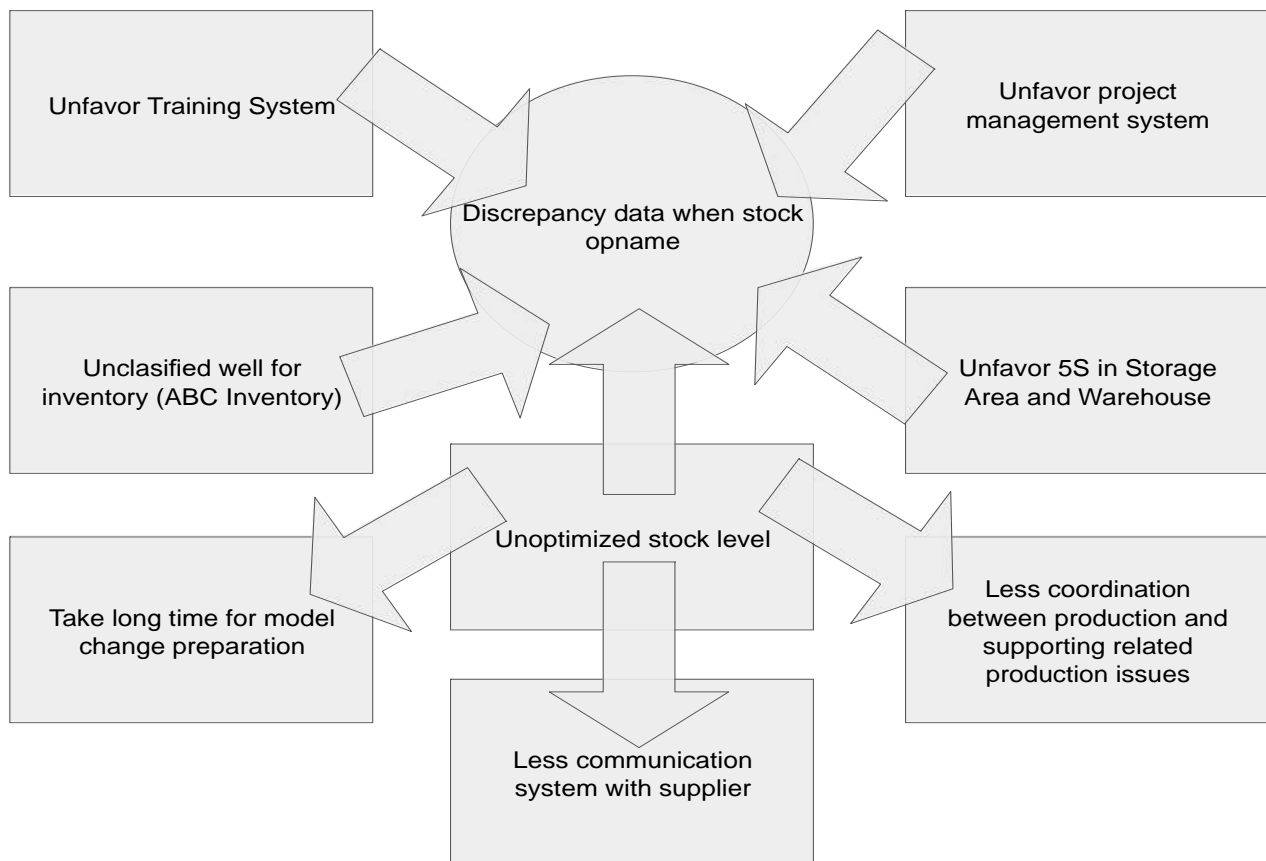 Unfavor Training System
Unfavor project
management system
Discrepancy data when stock
opname
Unclasified well for
inventory (ABC Inventory)
Unfavor 5S in Storage
Area and Warehouse
Unoptimized stock level
Take long time for model
change preparation
Less coordination
between production and
supporting related
production issues
Less communication
system with supplier